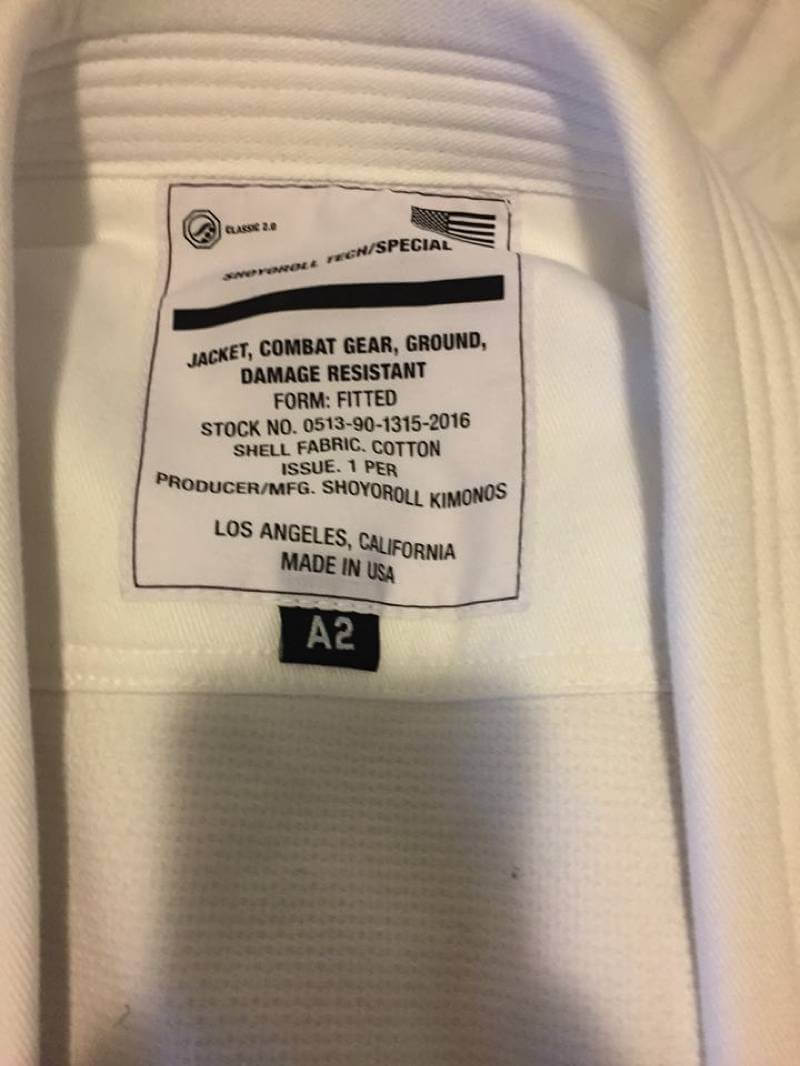 CLASSIC 2.0
SHOYOROLL TECH/SPECIAL
JACKET, COMBAT GEAR, GROUND,
DAMAGE RESISTANT
FORM: FITTED
STOCK NO. 0513-90-1315-2016
SHELL FABRIC. COTTON
ISSUE. 1 PER
PRODUCER/MFG. SHOYOROLL KIMONOS
LOS ANGELES, CALIFORNIA
MADE IN USA
A2